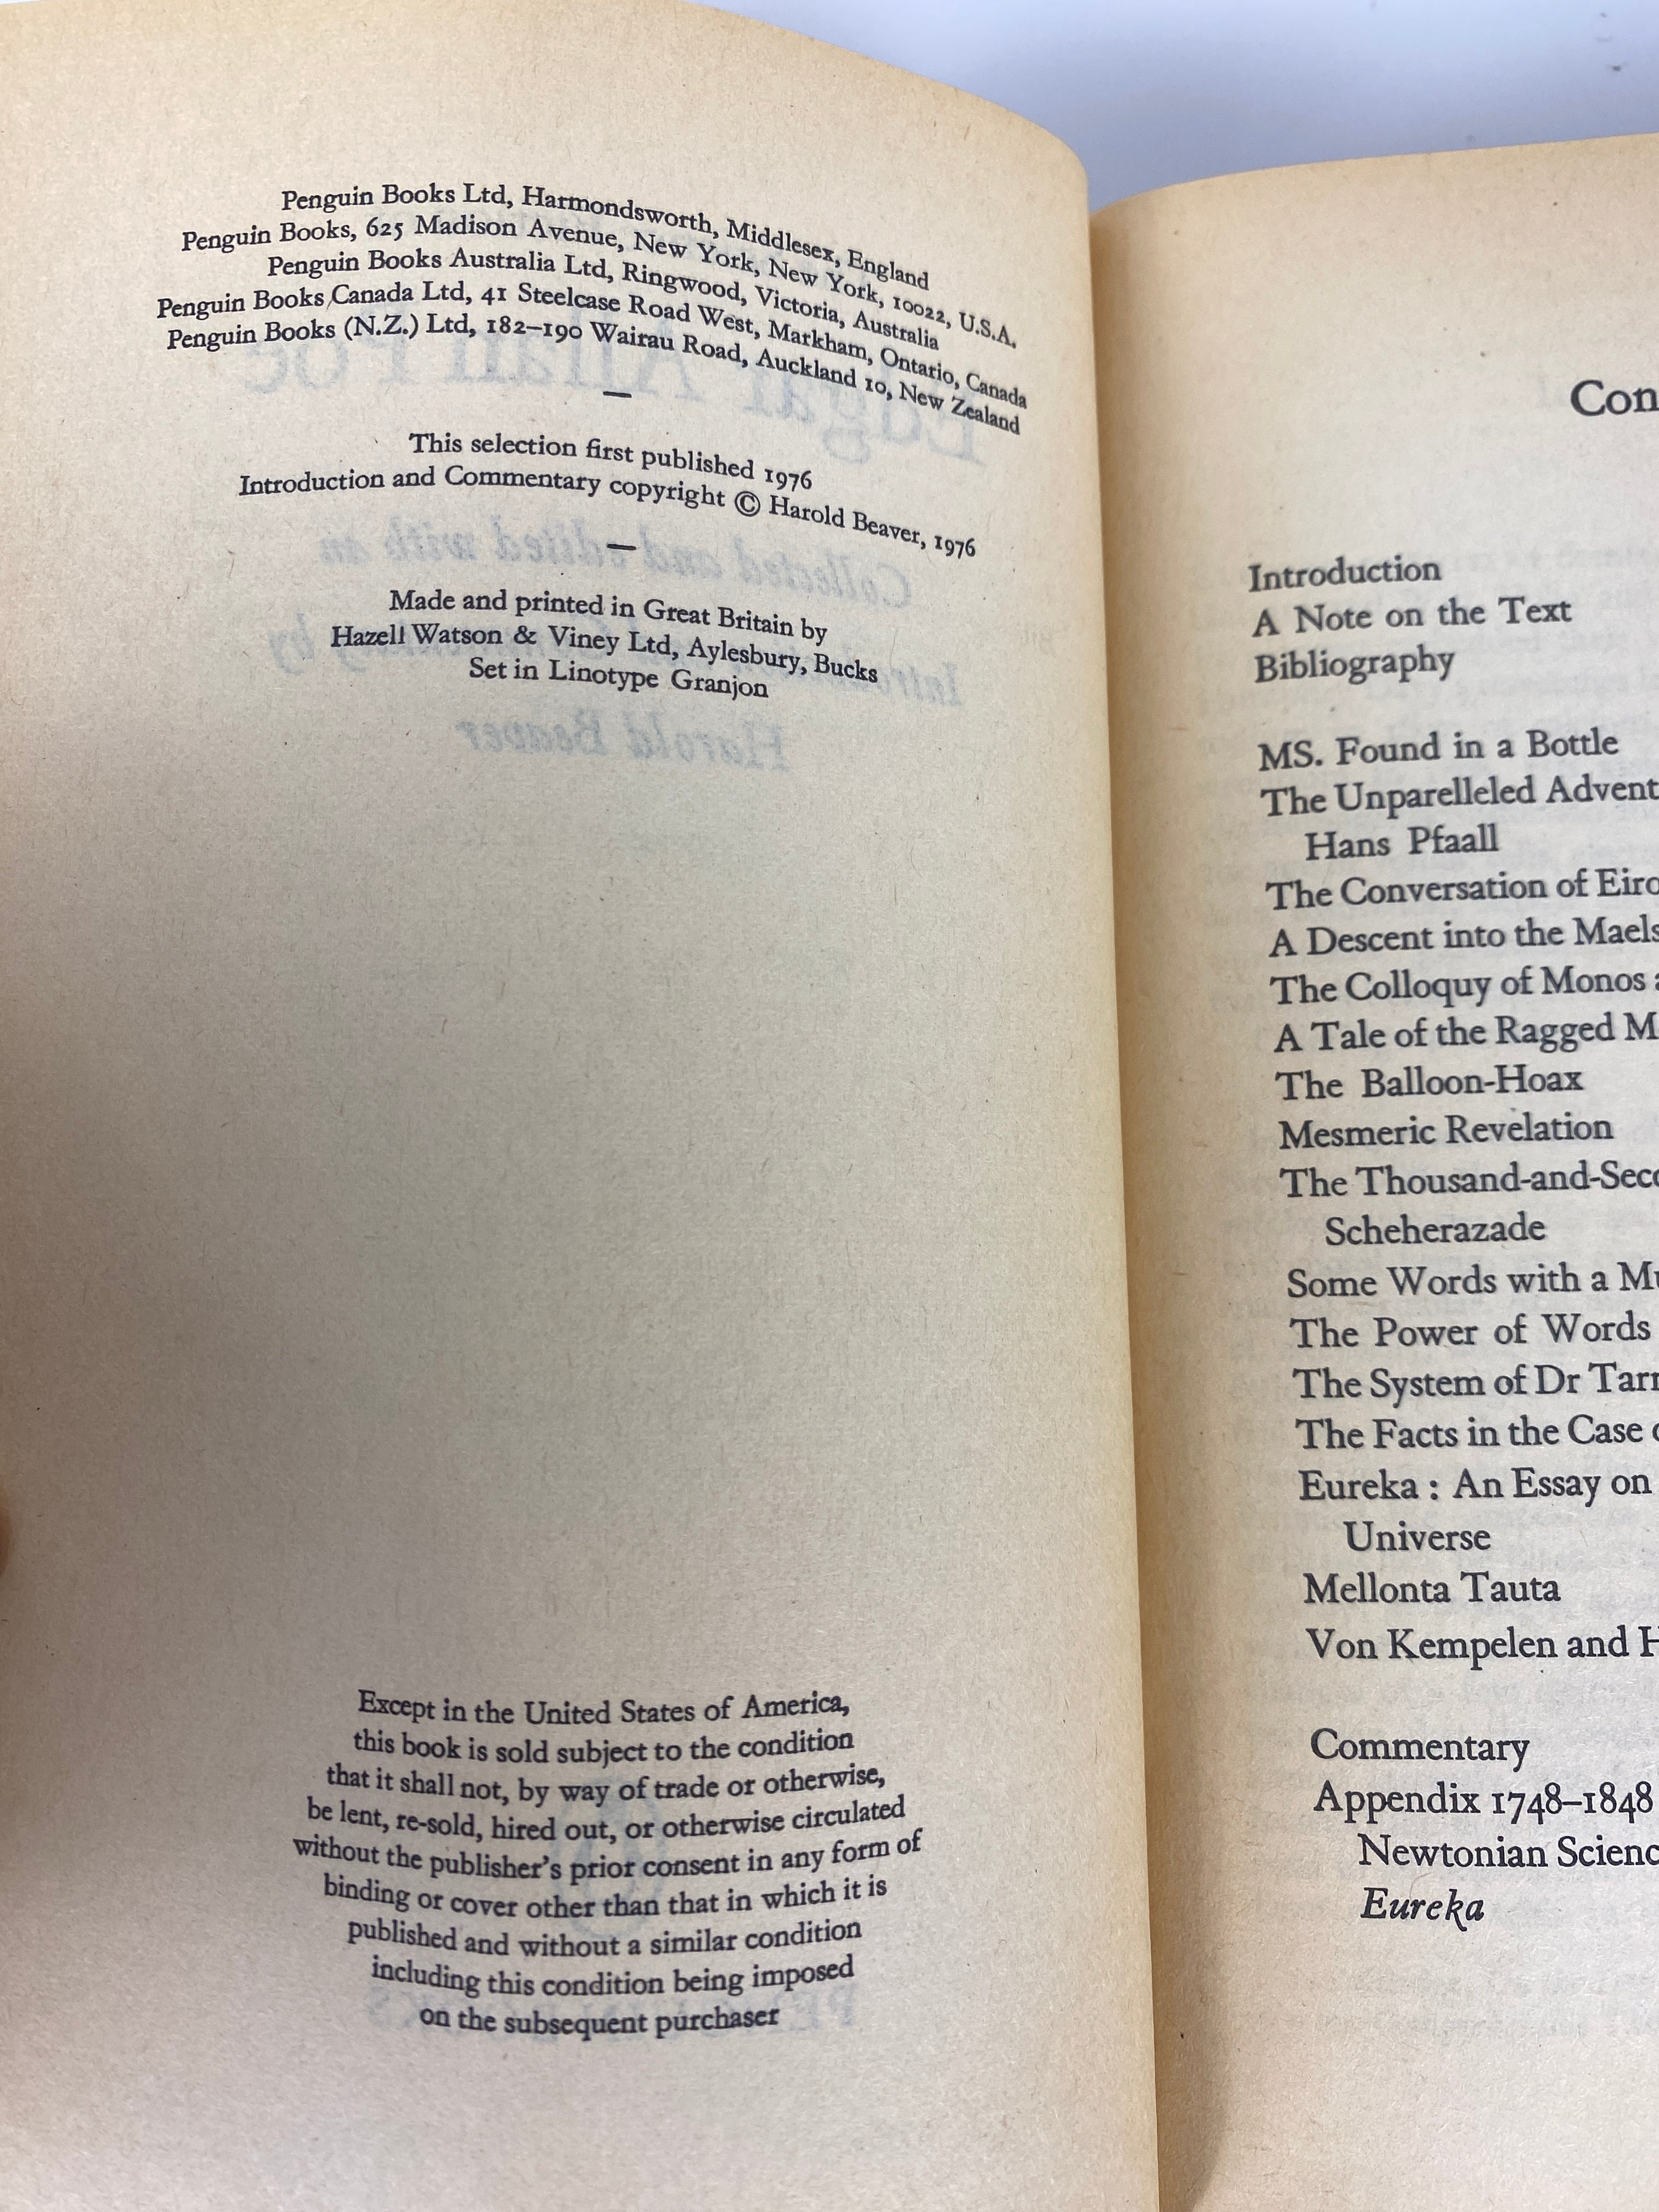 Penguin Books Ltd, Harmondsworth, Middlesex, England
Penguin Books, 625 Madison Avenue, New York, New York, 10022, U.S.A.
Penguin Books Australia Ltd, Ringwood, Victoria, Australia
Penguin Books Canada Ltd, 41 Steelcase Road West, Markham, Ontario, Canada
Penguin Books (N.Z.) Ltd, 182–190 Wairau Road, Auckland 10, New Zealand
—
This selection first published 1976
Introduction and Commentary copyright © Harold Beaver, 1976
—
Made and printed in Great Britain by
Hazell Watson & Viney Ltd, Aylesbury, Bucks
Set in Linotype Granjon
Except in the United States of America,
this book is sold subject to the condition
that it shall not, by way of trade or otherwise,
be lent, re-sold, hired out, or otherwise circulated
without the publisher's prior consent in any form of
binding or cover other than that in which it is
published and without a similar condition
including this condition being imposed
on the subsequent purchaser
Con
Introduction
A Note on the Text
Bibliography
MS. Found in a Bottle
The Unparelleled Advent
Hans Pfaall
The Conversation of Eiro
A Descent into the Maels
The Colloquy of Monos a
A Tale of the Ragged M
The Balloon-Hoax
Mesmeric Revelation
The Thousand-and-Seco
Scheherazade
Some Words with a Mu
The Power of Words
The System of Dr Tarr
The Facts in the Case o
Eureka : An Essay on
Universe
Mellonta Tauta
Von Kempelen and H
Commentary
Appendix 1748–1848
Newtonian Scienc
Eureka